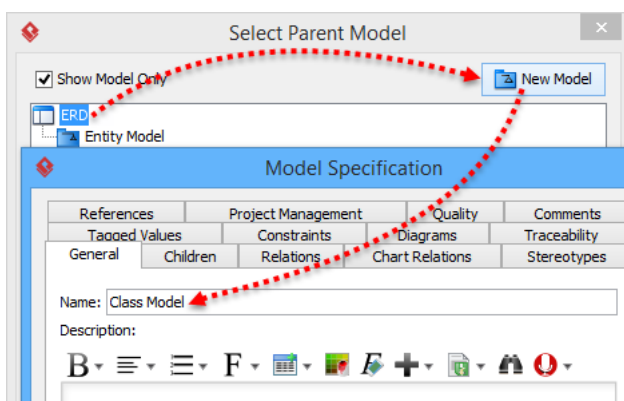 Select Parent Model
Show Model Only
New Model
ERD
Entity Model
Model Specification
References Project Management Quality Comments
Tagged Values Constraints Diagrams Traceability
General Children Relations Chart Relations Stereotypes
Name: Class Model
Description:
B F F